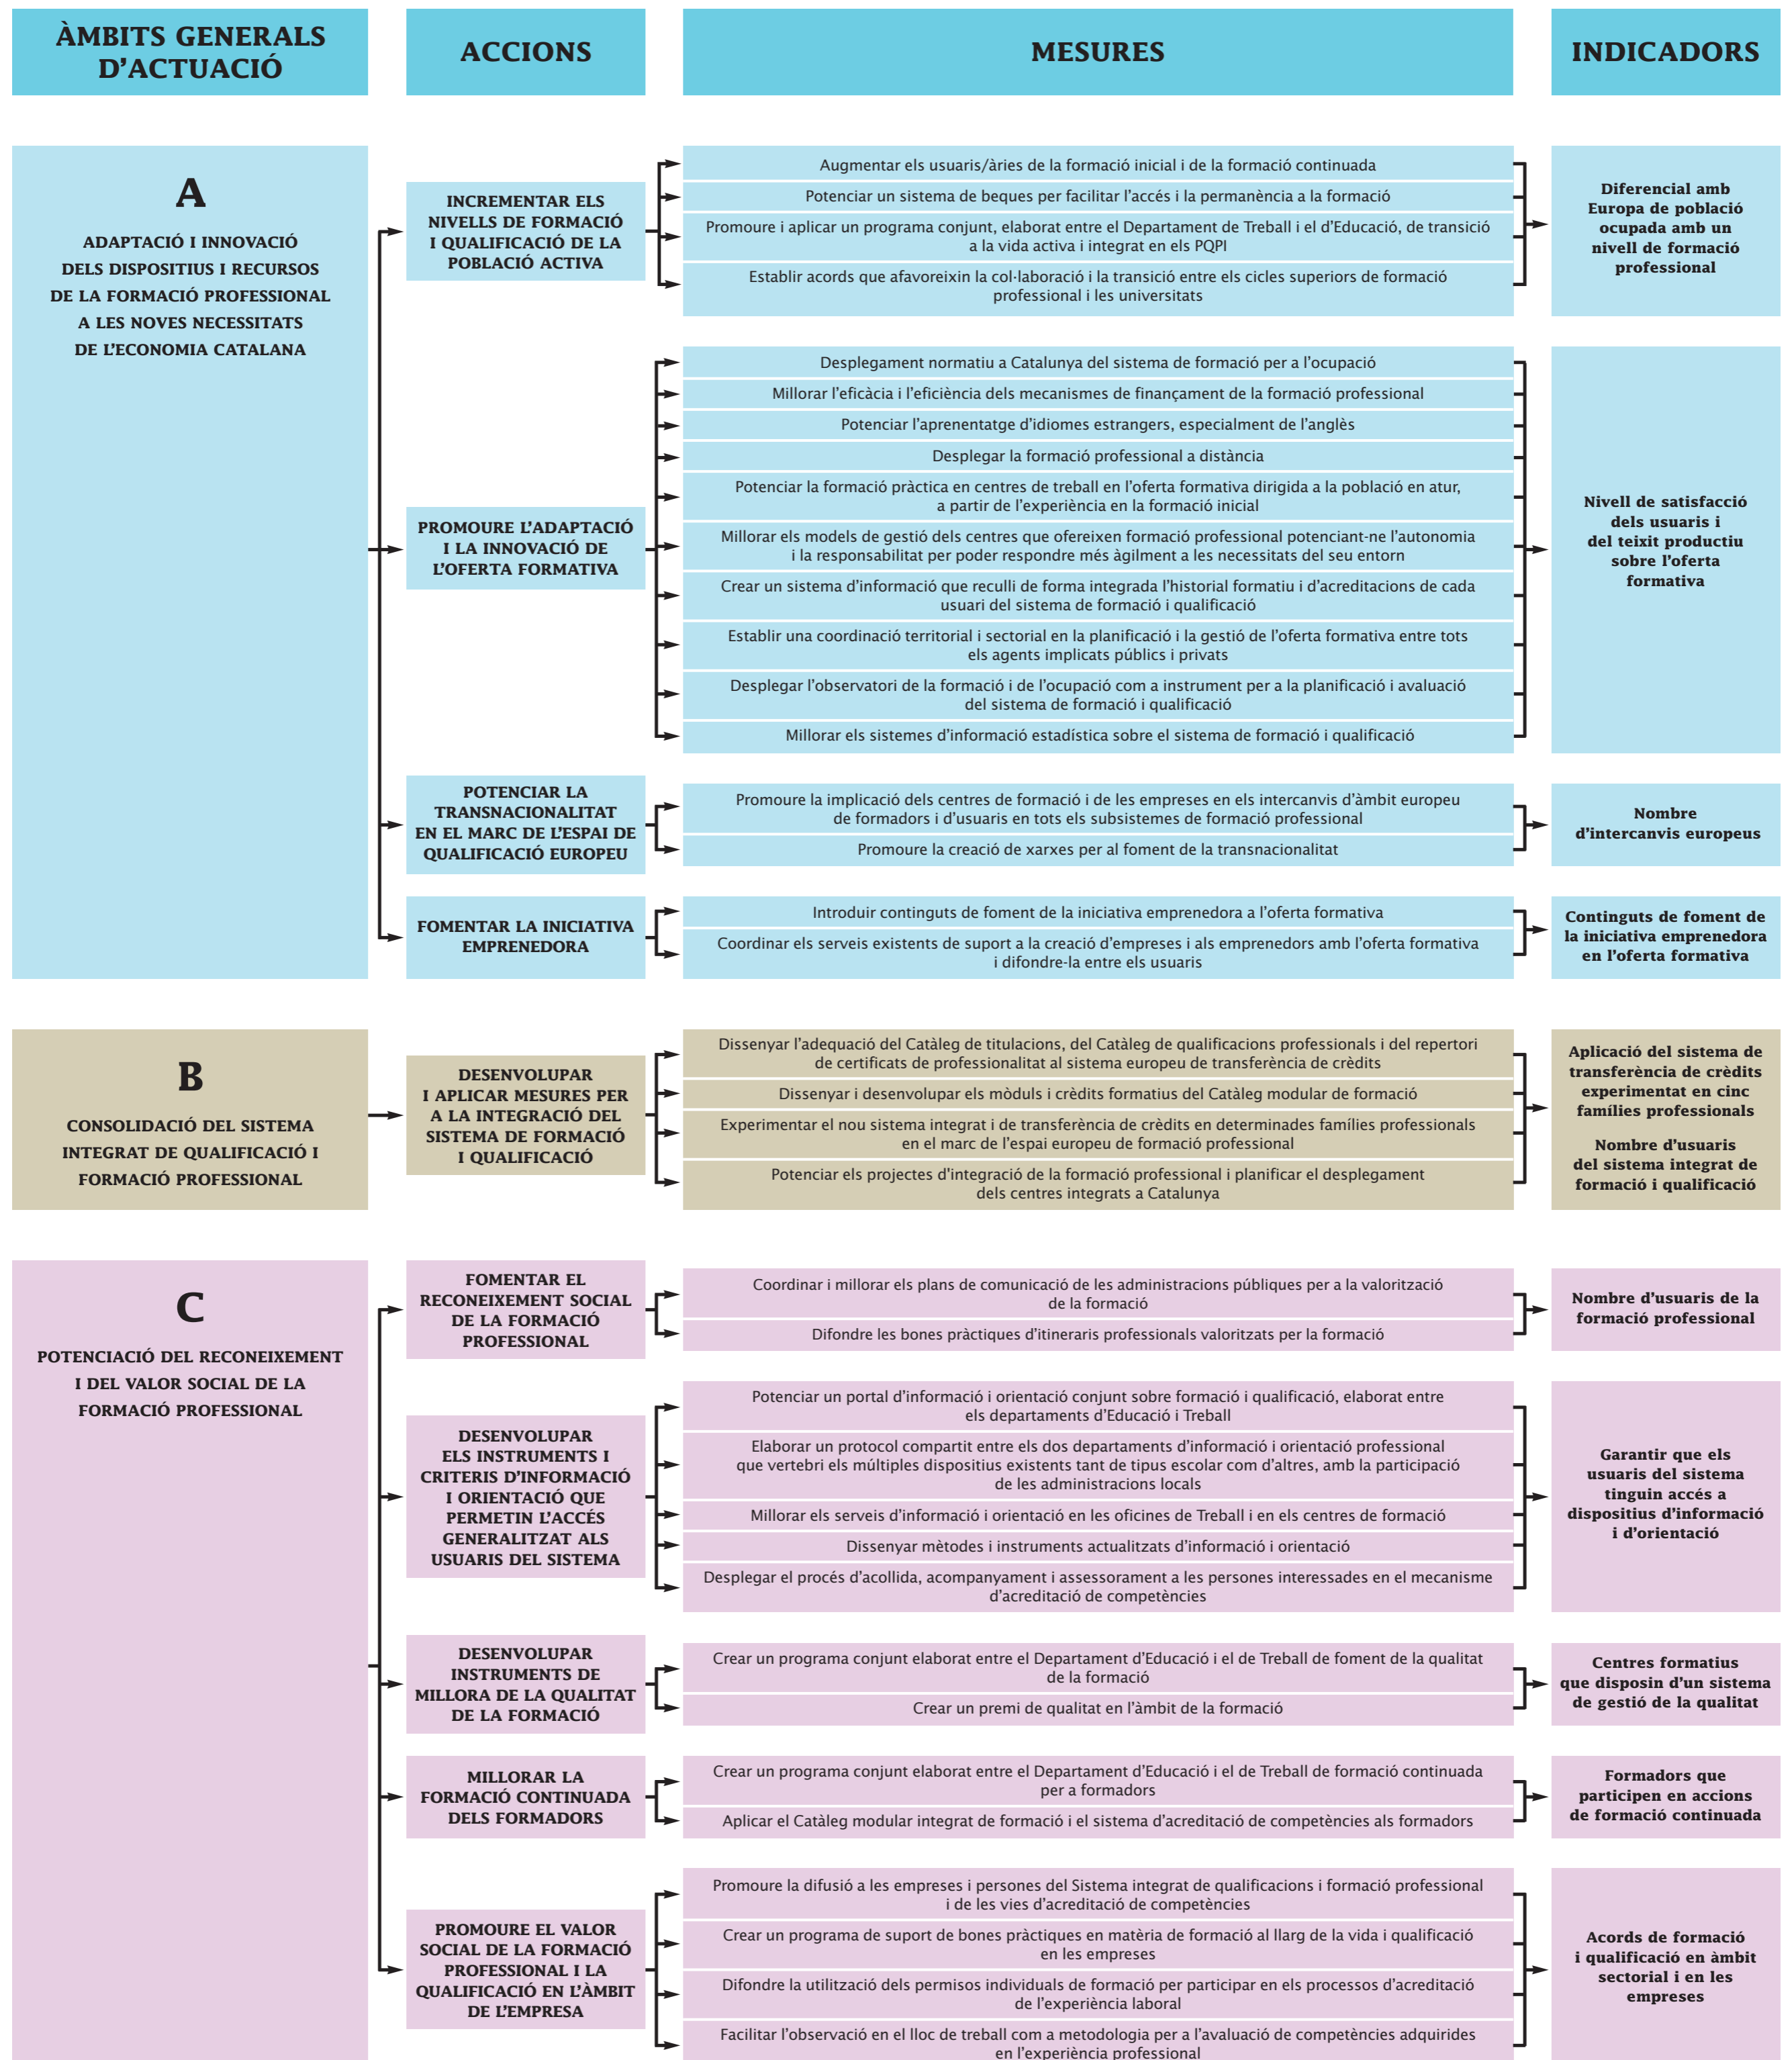 ÀMBITS GENERALS
D'ACTUACIÓ
ACCIONS
MESURES
INDICADORS
A
ADAPTACIÓ I INNOVACIÓ
DELS DISPOSITIUS I RECURSOS
DE LA FORMACIÓ PROFESSIONAL
A LES NOVES NECESSITATS
DE L'ECONOMIA CATALANA
INCREMENTAR ELS
NIVELLS DE FORMACIÓ
I QUALIFICACIÓ DE LA
POBLACIÓ ACTIVA
Augmentar els usuaris/àries de la formació inicial i de la formació continuada
Potenciar un sistema de beques per facilitar l'accés i la permanència a la formació
Promoure i aplicar un programa conjunt, elaborat entre el Departament de Treball i el d'Educació, de transició
a la vida activa i integrat en els PQPI
Establir acords que afavoreixin la col·laboració i la transició entre els cicles superiors de formació
professional i les universitats
Diferencial amb
Europa de població
ocupada amb un
nivell de formació
professional
PROMOURE L'ADAPTACIÓ
I LA INNOVACIÓ DE
L'OFERTA FORMATIVA
Desplegament normatiu a Catalunya del sistema de formació per a l'ocupació
Millorar l'eficàcia i l'eficiència dels mecanismes de finançament de la formació professional
Potenciar l'aprenentatge d'idiomes estrangers, especialment de l'anglès
Desplegar la formació professional a distància
Potenciar la formació pràctica en centres de treball en l'oferta formativa dirigida a la població en atur,
a partir de l'experiència en la formació inicial
Millorar els models de gestió dels centres que ofereixen formació professional potenciant-ne l'autonomia
i la responsabilitat per poder respondre més àgilment a les necessitats del seu entorn
Crear un sistema d'informació que reculli de forma integrada l'historial formatiu i d'acreditacions de cada
usuari del sistema de formació i qualificació
Establir una coordinació territorial i sectorial en la planificació i la gestió de l'oferta formativa entre tots
els agents implicats públics i privats
Desplegar l'observatori de la formació i de l'ocupació com a instrument per a la planificació i avaluació
del sistema de formació i qualificació
Millorar els sistemes d'informació estadística sobre el sistema de formació i qualificació
Nivell de satisfacció
dels usuaris i
del teixit productiu
sobre l'oferta
formativa
POTENCIAR LA
TRANSNACIONALITAT
EN EL MARC DE L'ESPAI DE
QUALIFICACIÓ EUROPEU
Promoure la implicació dels centres de formació i de les empreses en els intercanvis d'àmbit europeu
de formadors i d'usuaris en tots els subsistemes de formació professional
Promoure la creació de xarxes per al foment de la transnacionalitat
Nombre
d'intercanvis europeus
FOMENTAR LA INICIATIVA
EMPRENEDORA
Introduir continguts de foment de la iniciativa emprenedora a l'oferta formativa
Coordinar els serveis existents de suport a la creació d'empreses i als emprenedors amb l'oferta formativa
i difondre-la entre els usuaris
Continguts de foment de
la iniciativa emprenedora
en l'oferta formativa
B
CONSOLIDACIÓ DEL SISTEMA
INTEGRAT DE QUALIFICACIÓ I
FORMACIÓ PROFESSIONAL
DESENVOLUPAR
I APLICAR MESURES PER
A LA INTEGRACIÓ DEL
SISTEMA DE FORMACIÓ
I QUALIFICACIÓ
Dissenyar l'adequació del Catàleg de titulacions, del Catàleg de qualificacions professionals i del repertori
de certificats de professionalitat al sistema europeu de transferència de crèdits
Dissenyar i desenvolupar els mòduls i crèdits formatius del Catàleg modular de formació
Experimentar el nou sistema integrat i de transferència de crèdits en determinades famílies professionals
en el marc de l'espai europeu de formació professional
Potenciar els projectes d'integració de la formació professional i planificar el desplegament
dels centres integrats a Catalunya
Aplicació del sistema de
transferència de crèdits
experimentat en cinc
famílies professionals
Nombre d'usuaris
del sistema integrat de
formació i qualificació
C
POTENCIACIÓ DEL RECONEIXEMENT
I DEL VALOR SOCIAL DE LA
FORMACIÓ PROFESSIONAL
FOMENTAR EL
RECONEIXEMENT SOCIAL
DE LA FORMACIÓ
PROFESSIONAL
Coordinar i millorar els plans de comunicació de les administracions públiques per a la valorització
de la formació
Difondre les bones pràctiques d'itineraris professionals valoritzats per la formació
Nombre d'usuaris de la
formació professional
DESENVOLUPAR
ELS INSTRUMENTS I
CRITERIS D'INFORMACIÓ
I ORIENTACIÓ QUE
PERMETIN L'ACCÉS
GENERALITZAT ALS
USUARIS DEL SISTEMA
Potenciar un portal d'informació i orientació conjunt sobre formació i qualificació, elaborat entre
els departaments d'Educació i Treball
Elaborar un protocol compartit entre els dos departaments d'informació i orientació professional
que vertebri els múltiples dispositius existents tant de tipus escolar com d'altres, amb la participació
de les administracions locals
Millorar els serveis d'informació i orientació en les oficines de Treball i en els centres de formació
Dissenyar mètodes i instruments actualitzats d'informació i orientació
Desplegar el procés d'acollida, acompanyament i assessorament a les persones interessades en el mecanisme
d'acreditació de competències
Garantir que els
usuaris del sistema
tinguin accés a
dispositius d'informació
i d'orientació
DESENVOLUPAR
INSTRUMENTS DE
MILLORA DE LA QUALITAT
DE LA FORMACIÓ
Crear un programa conjunt elaborat entre el Departament d'Educació i el de Treball de foment de la qualitat
de la formació
Crear un premi de qualitat en l'àmbit de la formació
Centres formatius
que disposin d'un sistema
de gestió de la qualitat
MILLORAR LA
FORMACIÓ CONTINUADA
DELS FORMADORS
Crear un programa conjunt elaborat entre el Departament d'Educació i el de Treball de formació continuada
per a formadors
Aplicar el Catàleg modular integrat de formació i el sistema d'acreditació de competències als formadors
Formadors que
participen en accions
de formació continuada
PROMOURE EL VALOR
SOCIAL DE LA FORMACIÓ
PROFESSIONAL I LA
QUALIFICACIÓ EN L'ÀMBIT
DE L'EMPRESA
Promoure la difusió a les empreses i persones del Sistema integrat de qualificacions i formació professional
i de les vies d'acreditació de competències
Crear un programa de suport de bones pràctiques en matèria de formació al llarg de la vida i qualificació
en les empreses
Difondre la utilització dels permisos individuals de formació per participar en els processos d'acreditació
de l'experiència laboral
Facilitar l'observació en el lloc de treball com a metodologia per a l'avaluació de competències adquirides
en l'experiència professional
Acords de formació
i qualificació en àmbit
sectorial i en les
empreses